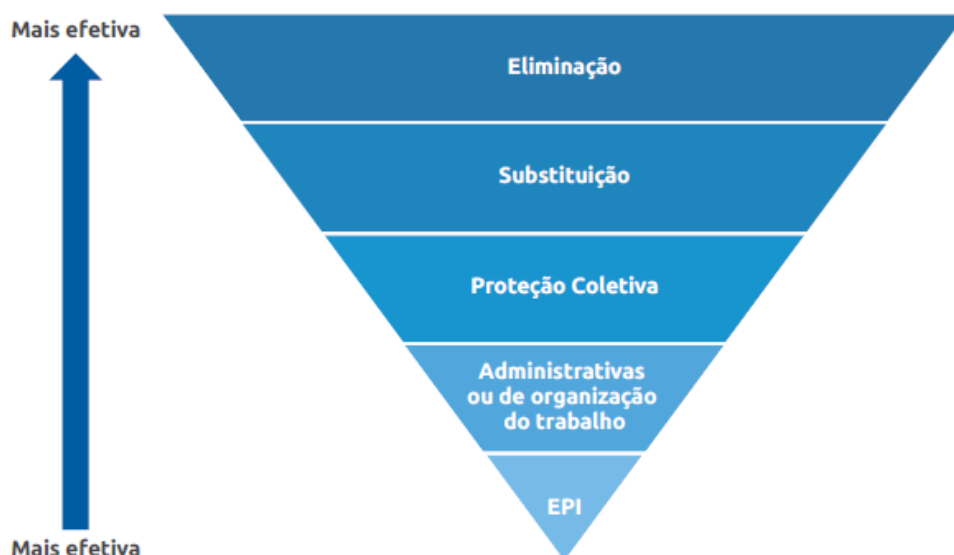 Mais efetiva
Eliminação
Substituição
Proteção Coletiva
Administrativas
ou de organização
do trabalho
EPI
Mais efetiva